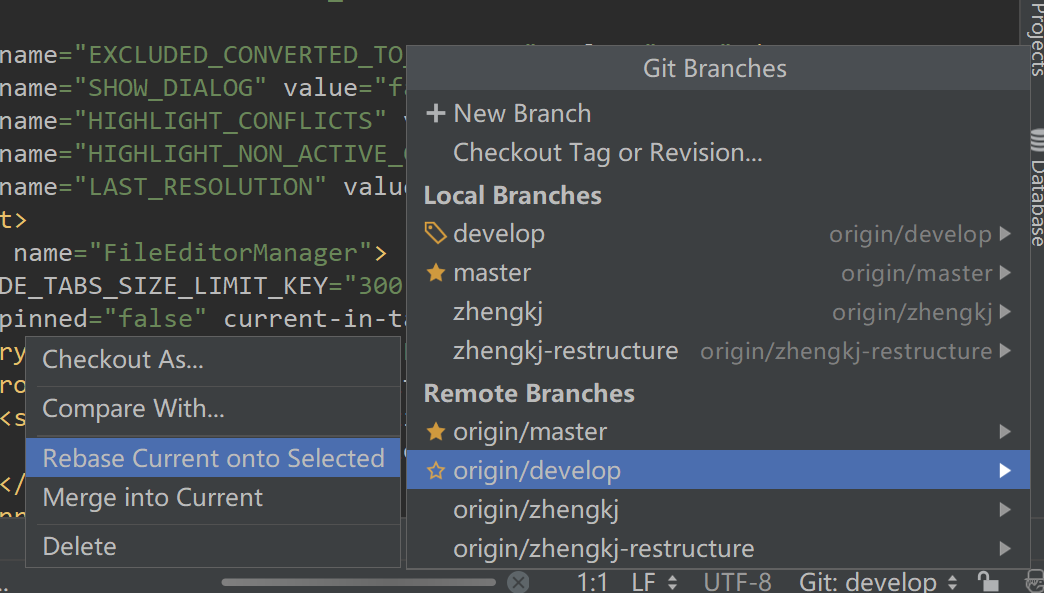 name="EXCLUDED_CONVERTED_TO_
name="SHOW_DIALOG" value="fa
name="HIGHLIGHT_CONFLICTS"
name="HIGHLIGHT_NON_ACTIVE_
name="LAST_RESOLUTION" value
t>
name="FileEditorManager">
DE_TABS_SIZE_LIMIT_KEY="300
pinned="false" current-in-ta
ry
ro
<s
</
Checkout As...
Compare With...
Rebase Current onto Selected
Merge into Current
Delete
Git Branches
+ New Branch
Checkout Tag or Revision...
Local Branches
develop origin/develop
master origin/master
zhengkj origin/zhengkj
zhengkj-restructure origin/zhengkj-restructure
Remote Branches
origin/master
origin/develop
origin/zhengkj
origin/zhengkj-restructure
Projects
Database
1:1 LF UTF-8 Git: develop